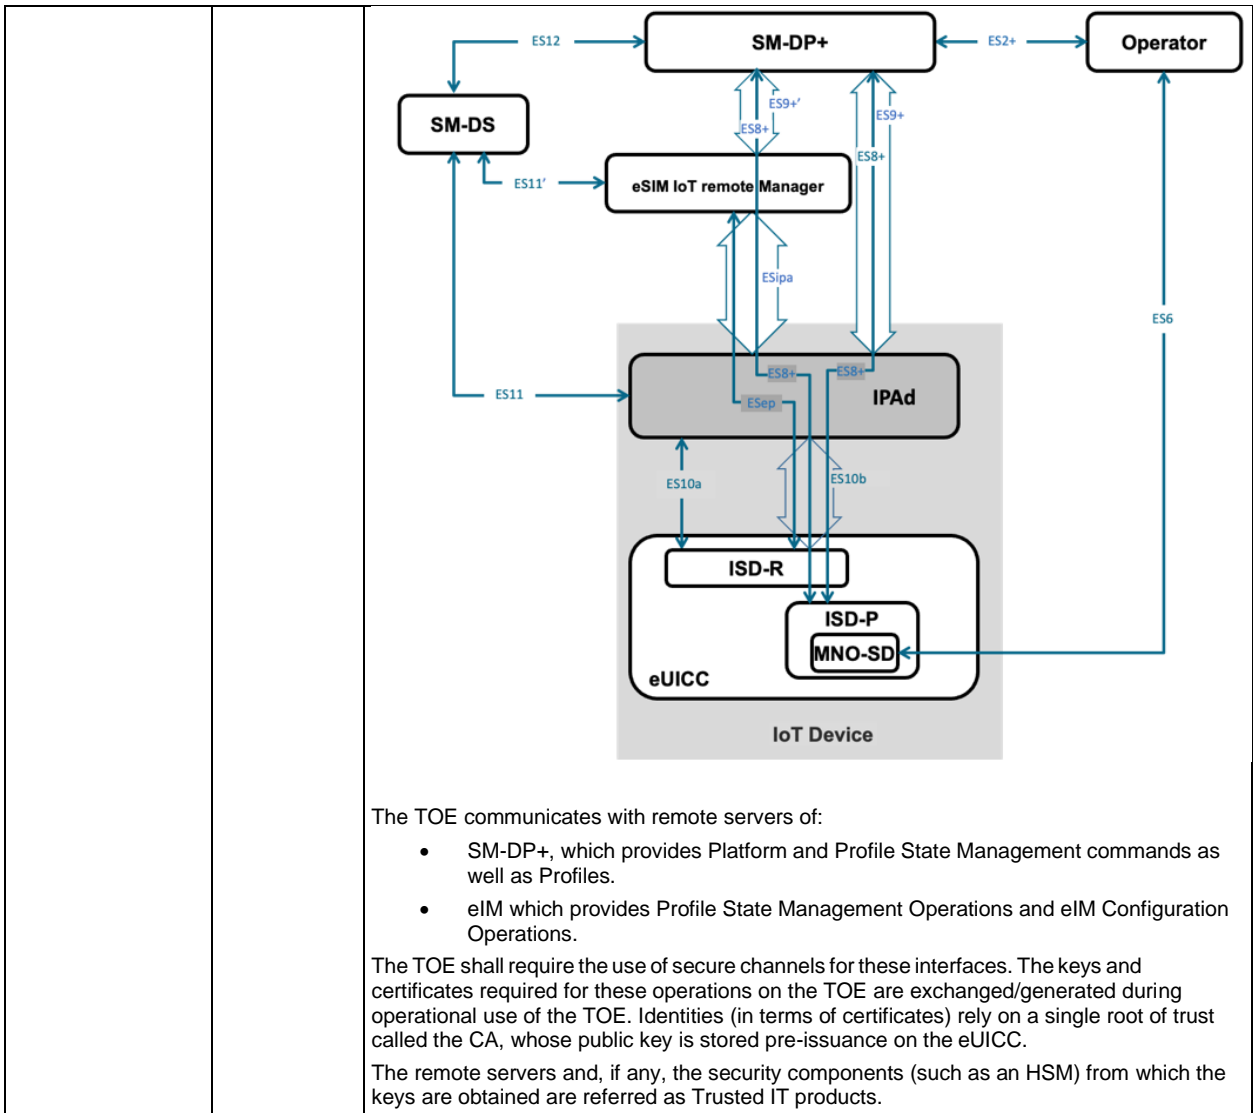 ES12
SM-DP+
ES2+
Operator
SM-DS
ES9+’
ES8+
ES9+
ES8+
ES11’
eSIM IoT remote Manager
ESipa
ES6
ES11
ES8+
ES8+
ESep
IPAd
ES10a
ES10b
ISD-R
ISD-P
MNO-SD
eUICC
IoT Device
The TOE communicates with remote servers of:
• SM-DP+, which provides Platform and Profile State Management commands as
well as Profiles.
• eIM which provides Profile State Management Operations and eIM Configuration
Operations.
The TOE shall require the use of secure channels for these interfaces. The keys and
certificates required for these operations on the TOE are exchanged/generated during
operational use of the TOE. Identities (in terms of certificates) rely on a single root of trust
called the CA, whose public key is stored pre-issuance on the eUICC.
The remote servers and, if any, the security components (such as an HSM) from which the
keys are obtained are referred as Trusted IT products.